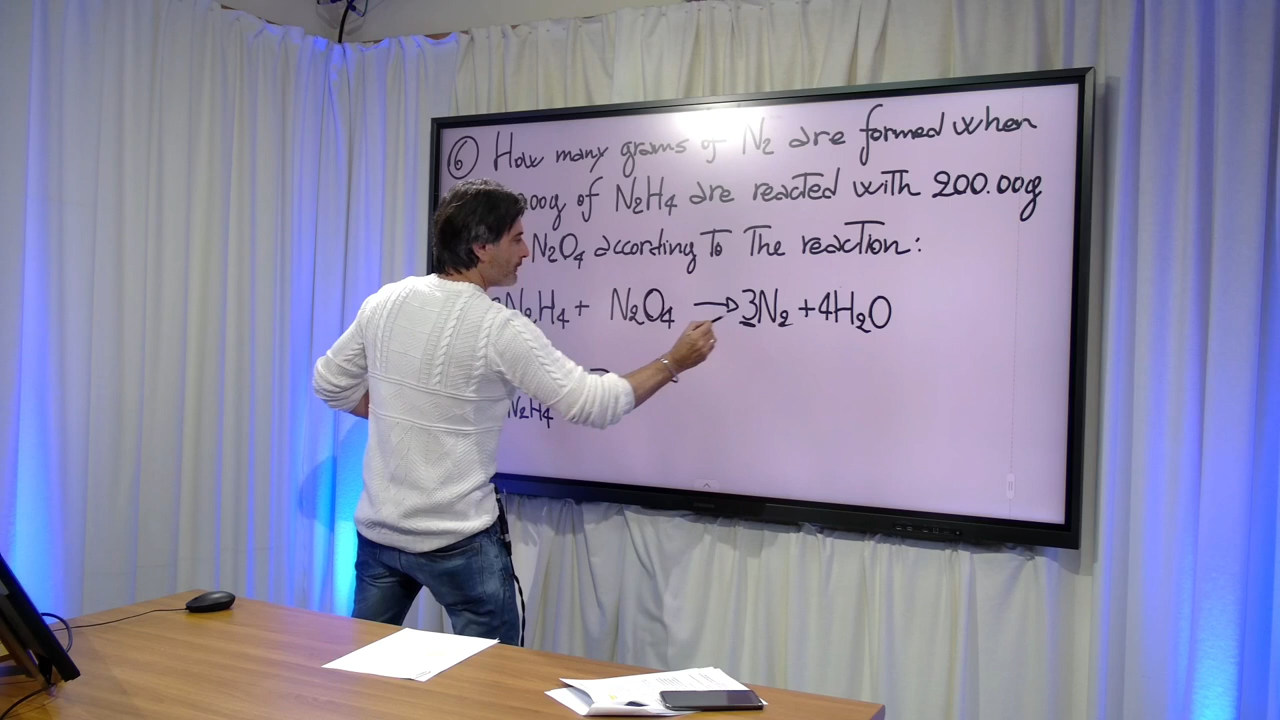 ⑥ How many grams of N₂ are formed when
00g of N₂H₄ are reacted with 200.00g
N₂O₄ according to the reaction:
N₂H₄ + N₂O₄ → 3N₂ + 4H₂O
N₂H₄